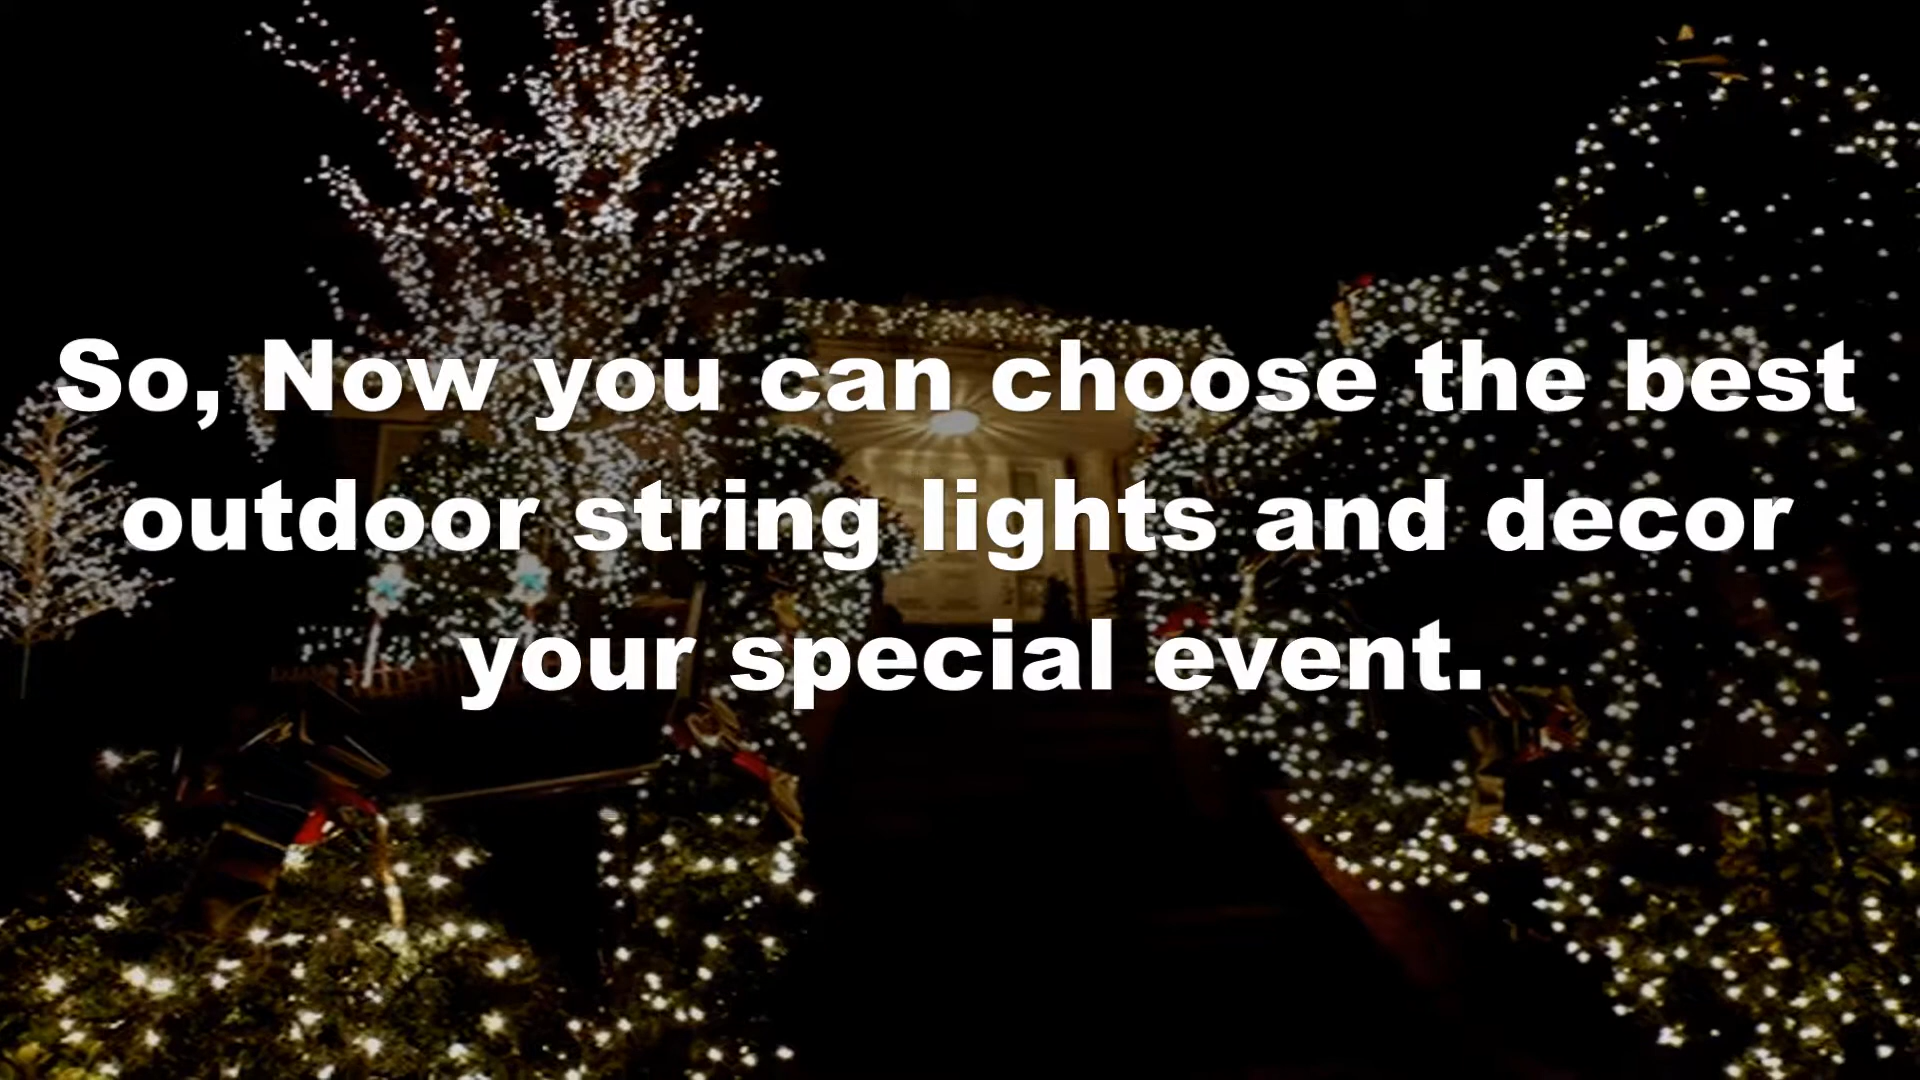 So, Now you can choose the best
outdoor string lights and decor
your special event.